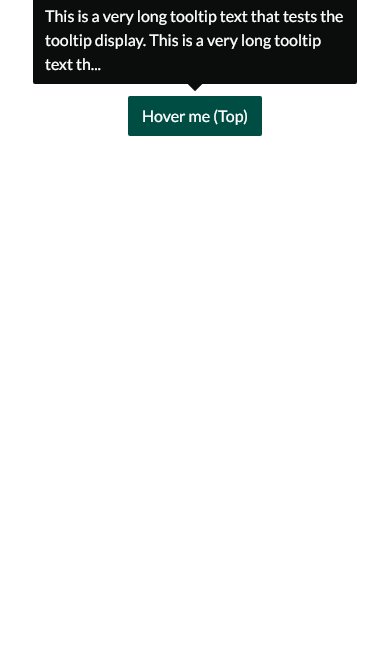 This is a very long tooltip text that tests the
tooltip display. This is a very long tooltip
text th...
Hover me (Top)